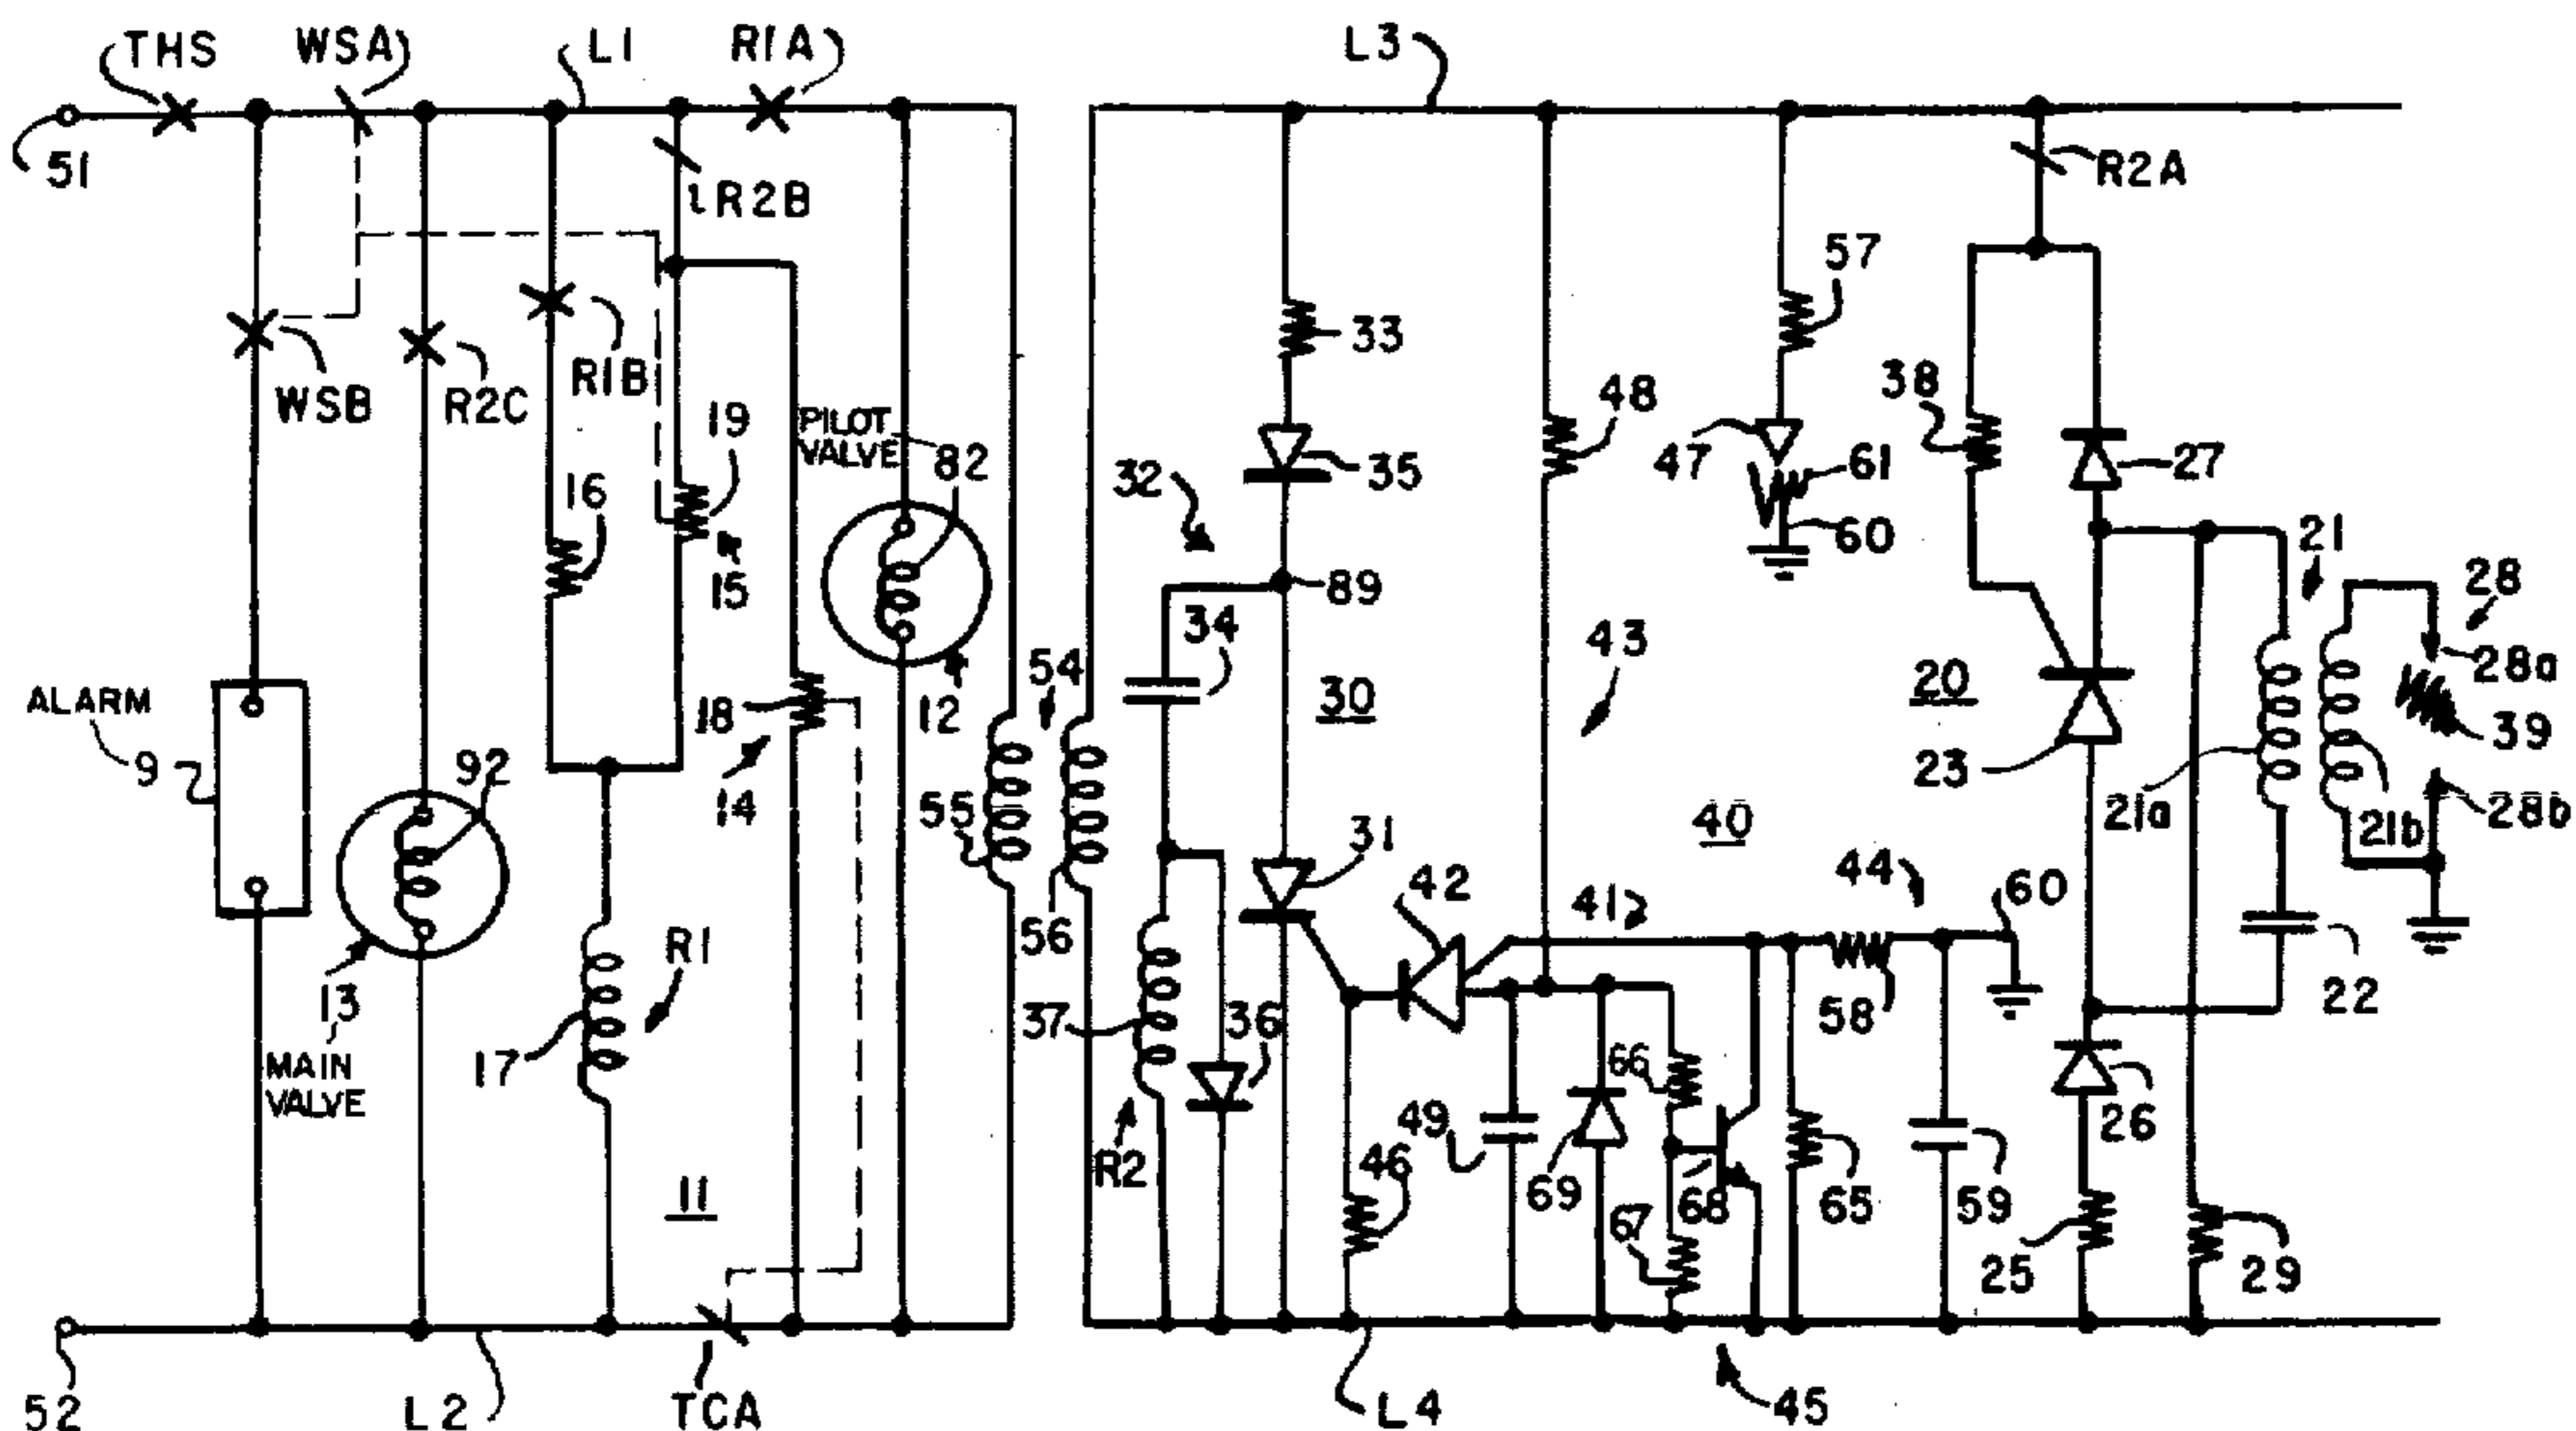 THS WSA L1 R1A L3
51 R2B R2A
57
WSB R2C R1B 33 48 38
19 PILOT VALVE 82 32 35 47 61 27
16 60 21
15 89 28
34 43 28a
ALARM 54 30 20
18 12 39
9 92 23
14 55 40 21a 21b 28b
31 44
42 41 60
R1 56
13 58 22
MAIN VALVE 17 37 36 66
49 26
11 R2 46 69 67 68 65 59
25 29
52 L2 TCA L4 45